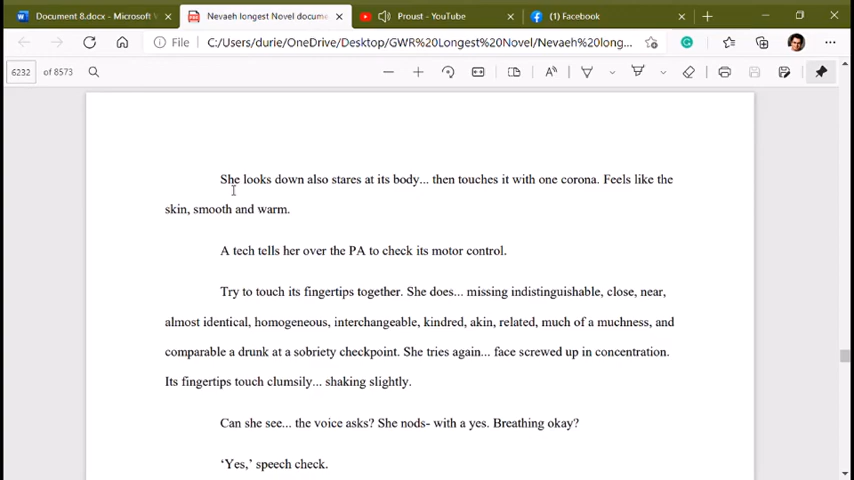 Document 8.docx - Microsoft W
Nevaeh longest Novel docume
Proust - YouTube
(1) Facebook
File
C:/Users/durie/OneDrive/Desktop/GWR%20Longest%20Novel/Nevaeh%20long...
6232 of 8573
She looks down also stares at its body... then touches it with one corona. Feels like the
skin, smooth and warm.
A tech tells her over the PA to check its motor control.
Try to touch its fingertips together. She does... missing indistinguishable, close, near,
almost identical, homogeneous, interchangeable, kindred, akin, related, much of a muchness, and
comparable a drunk at a sobriety checkpoint. She tries again... face screwed up in concentration.
Its fingertips touch clumsily... shaking slightly.
Can she see... the voice asks? She nods- with a yes. Breathing okay?
‘Yes,’ speech check.